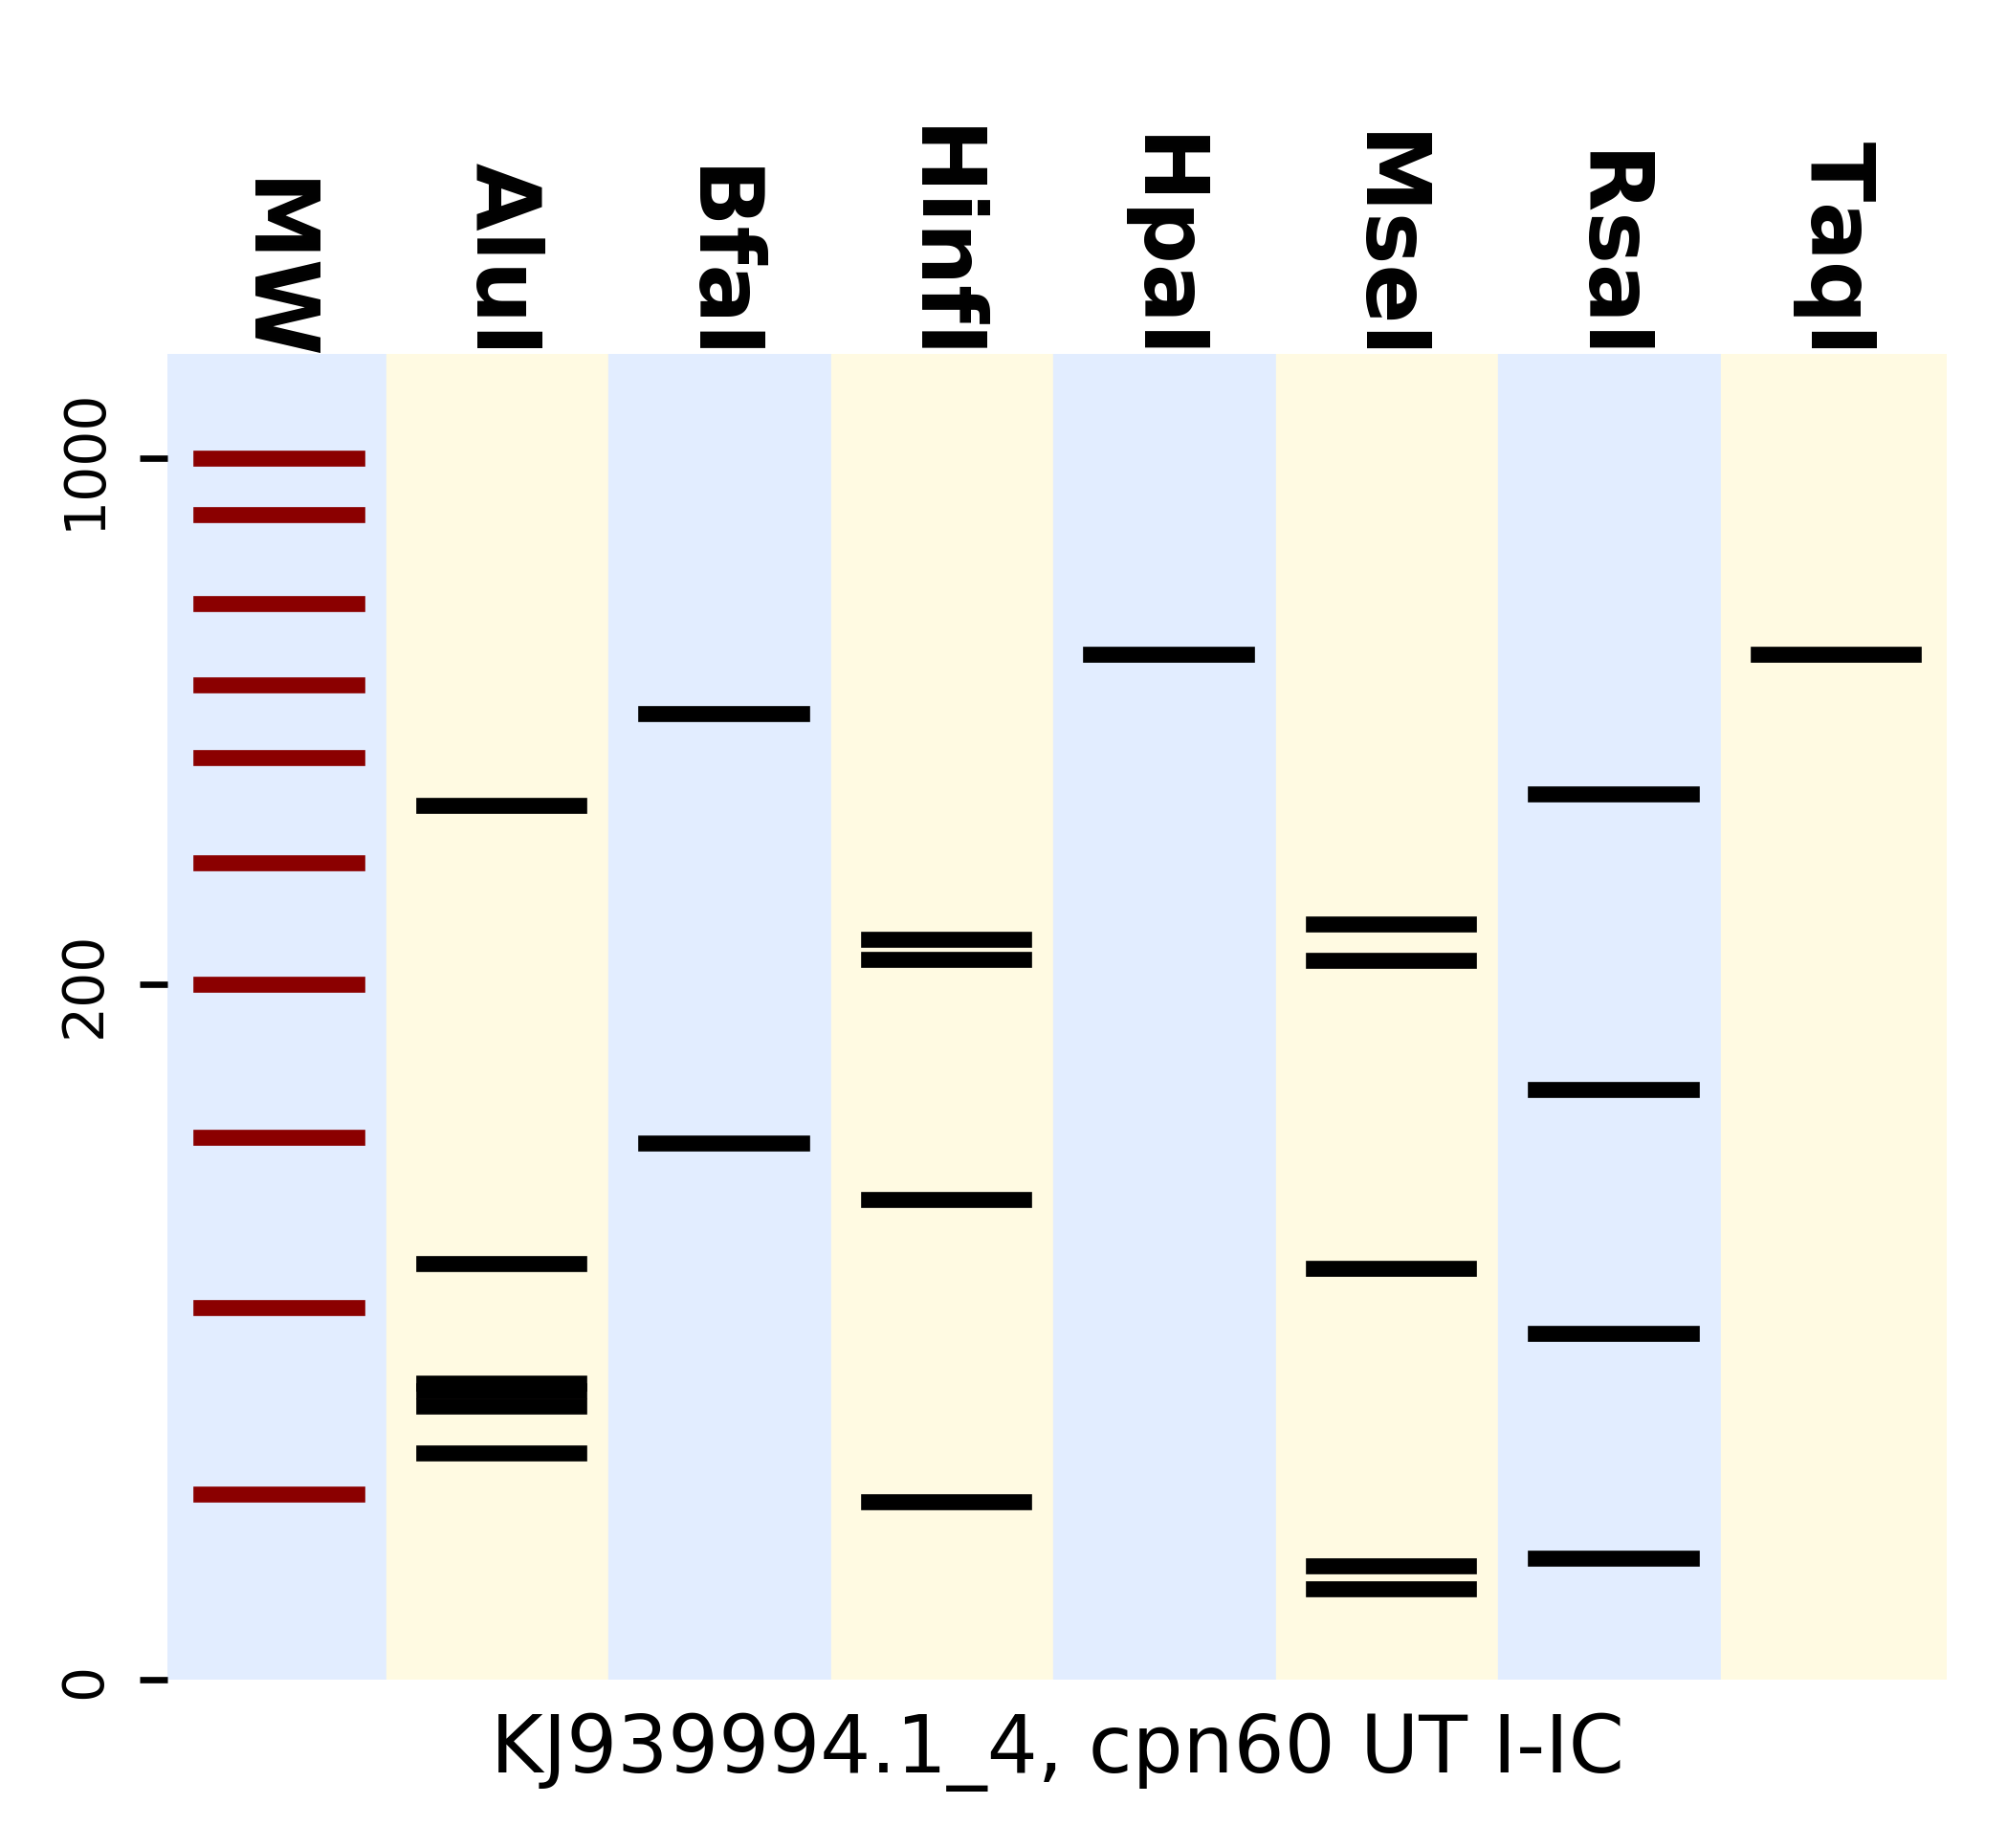 MW
AluI
BfaI
HinfI
HpaI
MseI
RsaI
TaqI
1000
200
0
KJ939994.1_4, cpn60 UT I-IC